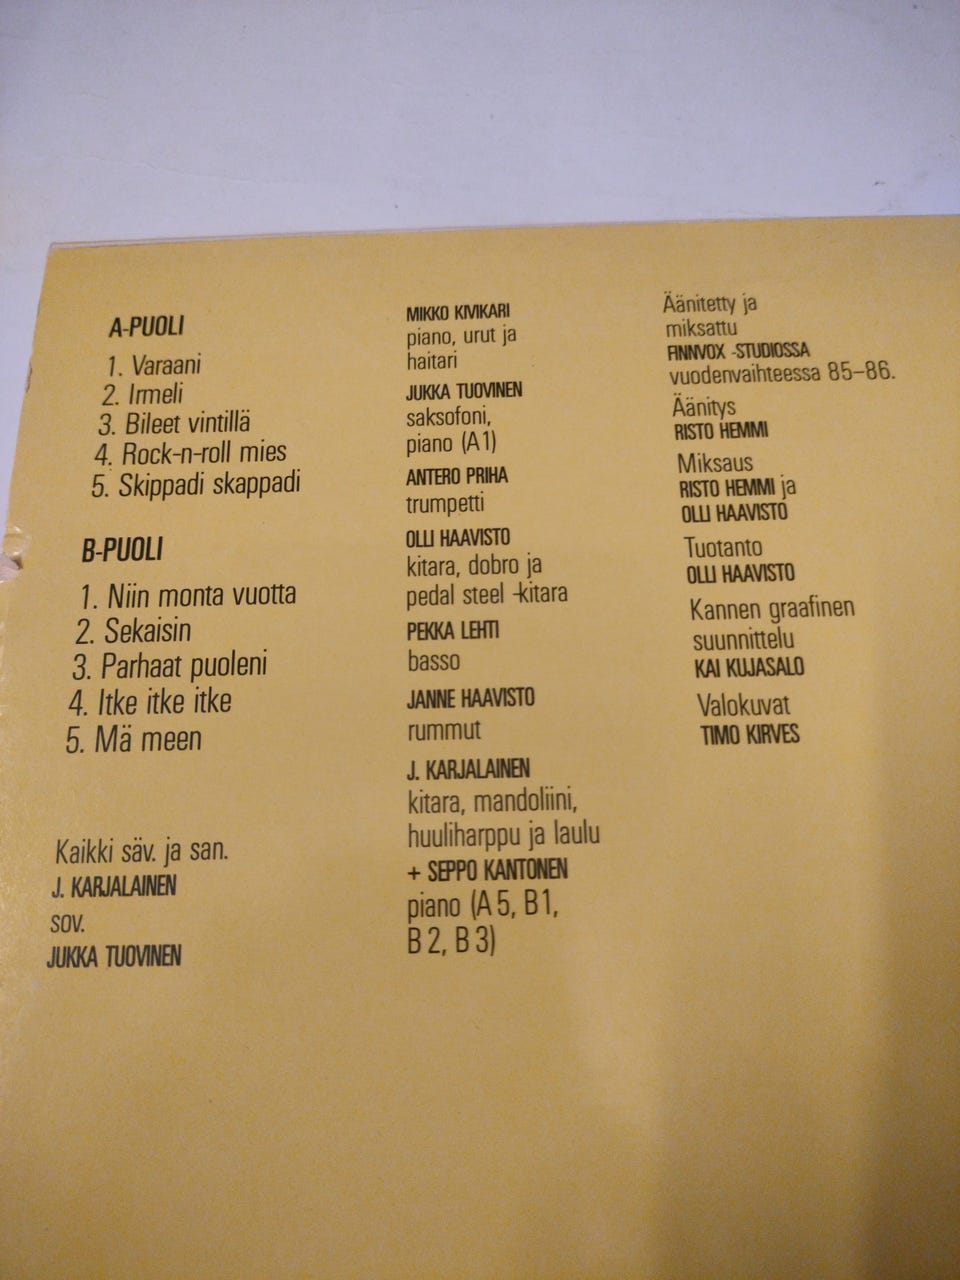 A-PUOLI
1. Varaani
2. Irmeli
3. Bileet vintillä
4. Rock-n-roll mies
5. Skippadi skappadi
B-PUOLI
1. Niin monta vuotta
2. Sekaisin
3. Parhaat puoleni
4. Itke itke itke
5. Mä meen
Kaikki säv. ja san.
J. KARJALAINEN
sov.
JUKKA TUOVINEN
MIKKO KIVIKARI
piano, urut ja
haitari
JUKKA TUOVINEN
saksofoni,
piano (A1)
ANTERO PRIHA
trumpetti
OLLI HAAVISTO
kitara, dobro ja
pedal steel -kitara
PEKKA LEHTI
basso
JANNE HAAVISTO
rummut
J. KARJALAINEN
kitara, mandoliini,
huuliharppu ja laulu
+ SEPPO KANTONEN
piano (A5, B1,
B2, B3)
Äänitetty ja
miksattu
FINNVOX -STUDIOSSA
vuodenvaihteessa 85–86.
Äänitys
RISTO HEMMI
Miksaus
RISTO HEMMI ja
OLLI HAAVISTO
Tuotanto
OLLI HAAVISTO
Kannen graafinen
suunnittelu
KAI KUJASALO
Valokuvat
TIMO KIRVES